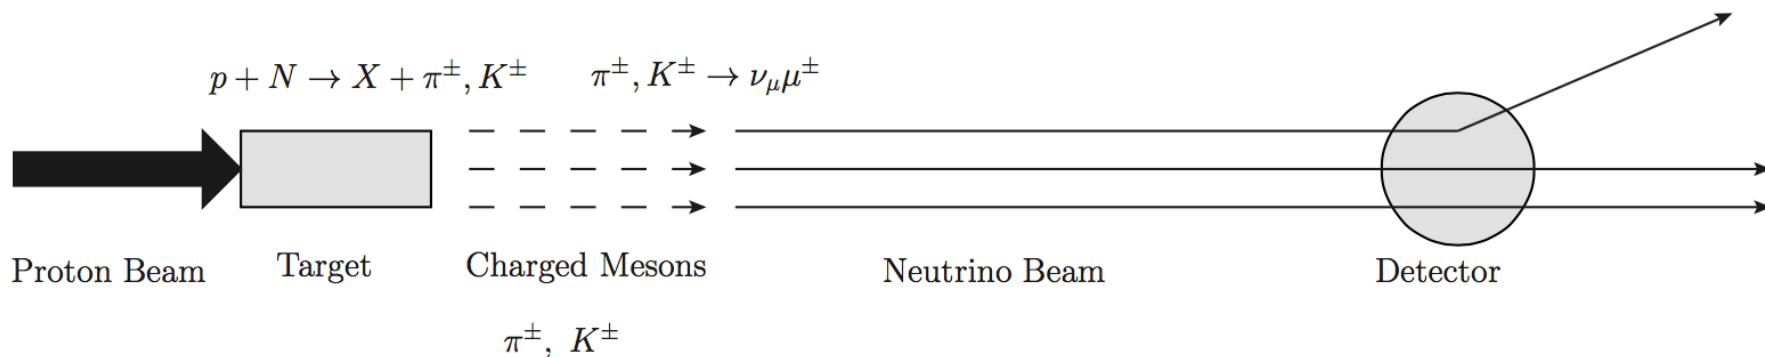 p + N → X + π±, K±
π±, K± → νμμ±
Proton Beam
Target
Charged Mesons
Neutrino Beam
Detector
π±, K±